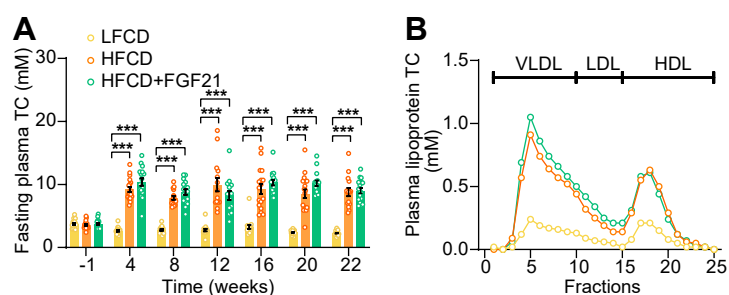 A
LFCD
HFCD
HFCD+FGF21
Fasting plasma TC (mM)
30
20
10
0
*** *** *** *** *** ***
*** *** *** *** *** ***
-1 4 8 12 16 20 22
Time (weeks)
B
Plasma lipoprotein TC
(mM)
1.5
1.0
0.5
0.0
VLDL LDL HDL
0 5 10 15 20 25
Fractions